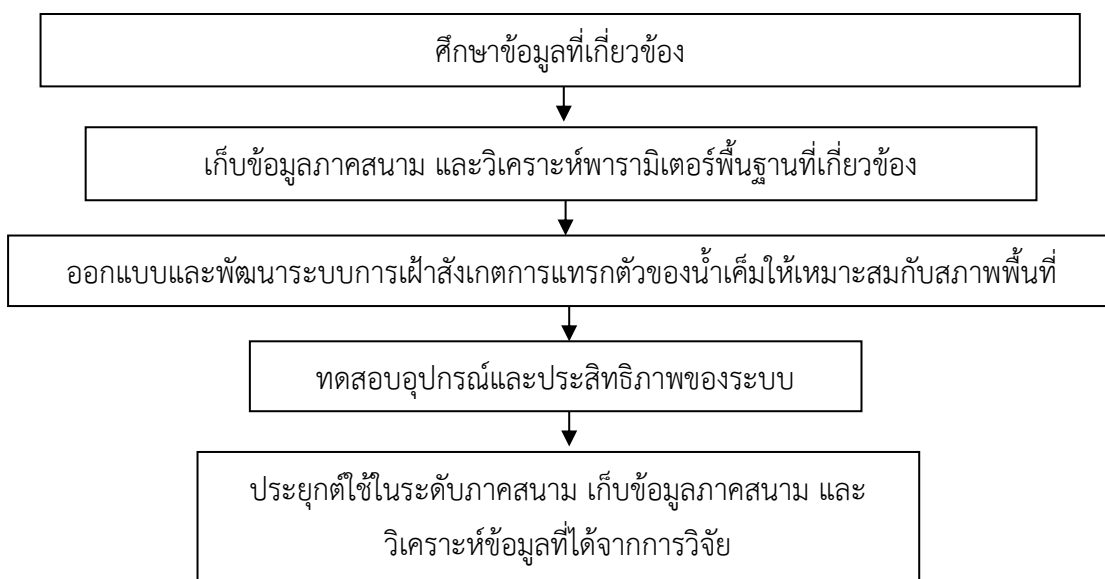 ศึกษาข้อมูลที่เกี่ยวข้อง
เก็บข้อมูลภาคสนาม และวิเคราะห์พารามิเตอร์พื้นฐานที่เกี่ยวข้อง
ออกแบบและพัฒนาระบบการเฝ้าสังเกตการแทรกตัวของน้ำเค็มให้เหมาะสมกับสภาพพื้นที่
ทดสอบอุปกรณ์และประสิทธิภาพของระบบ
ประยุกต์ใช้ในระดับภาคสนาม เก็บข้อมูลภาคสนาม และ
วิเคราะห์ข้อมูลที่ได้จากการวิจัย